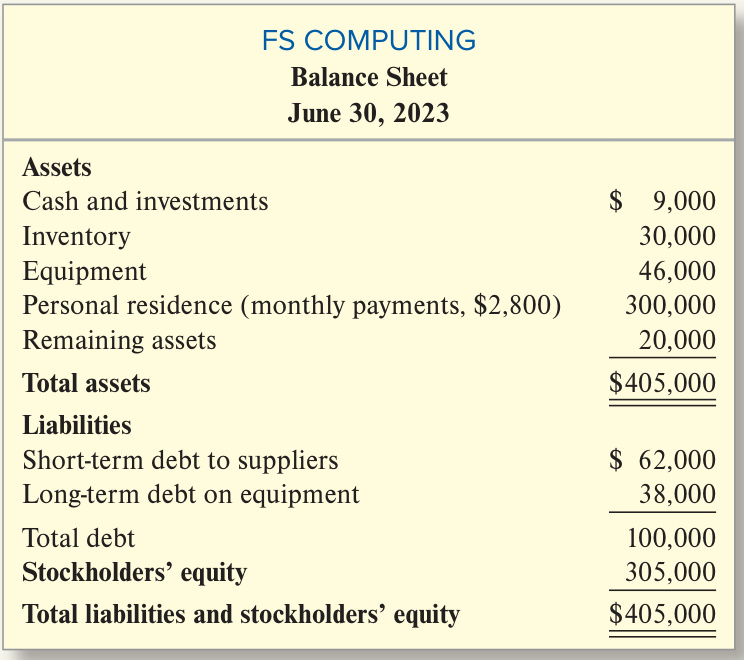 FS COMPUTING
Balance Sheet
June 30, 2023
Assets
Cash and investments $ 9,000
Inventory 30,000
Equipment 46,000
Personal residence (monthly payments, $2,800) 300,000
Remaining assets 20,000
Total assets $405,000
Liabilities
Short-term debt to suppliers $ 62,000
Long-term debt on equipment 38,000
Total debt 100,000
Stockholders’ equity 305,000
Total liabilities and stockholders’ equity $405,000